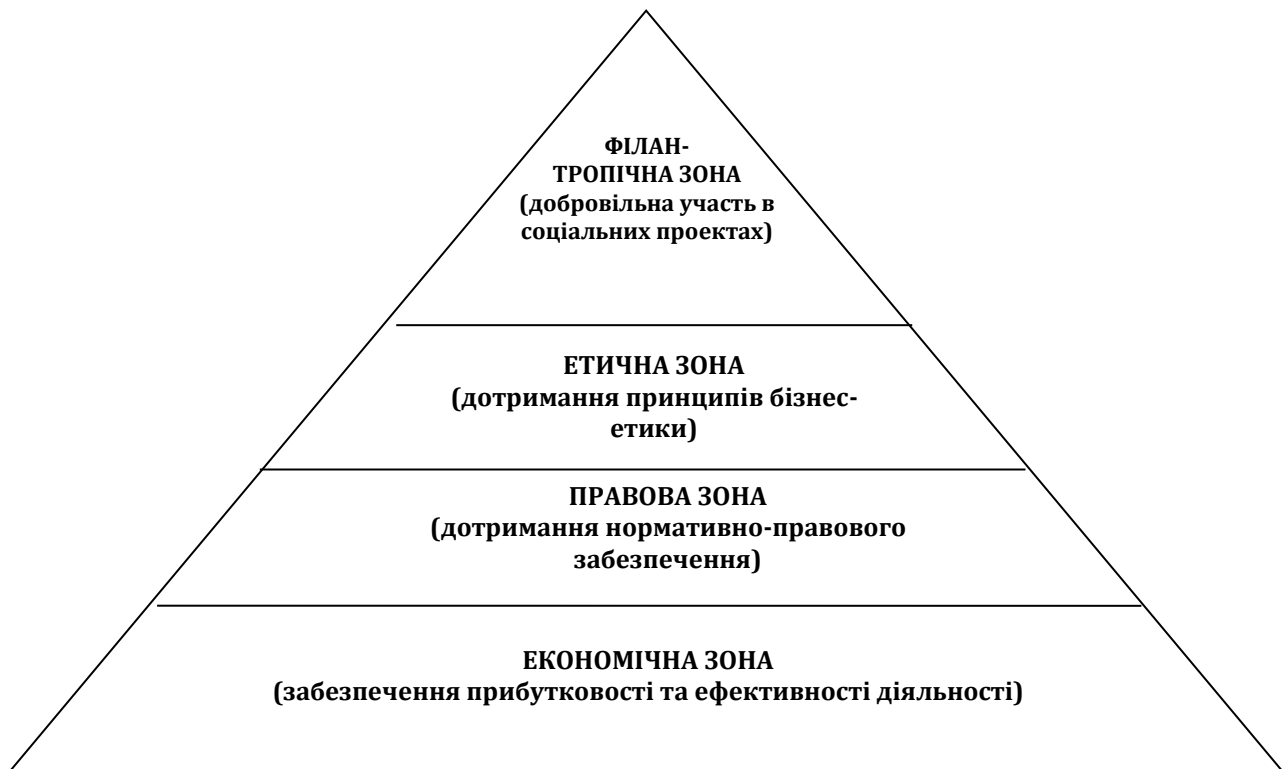 ФІЛАН-
ТРОПІЧНА ЗОНА
(добровільна участь в
соціальних проектах)
ЕТИЧНА ЗОНА
(дотримання принципів бізнес-
етики)
ПРАВОВА ЗОНА
(дотримання нормативно-правового
забезпечення)
ЕКОНОМІЧНА ЗОНА
(забезпечення прибутковості та ефективності діяльності)